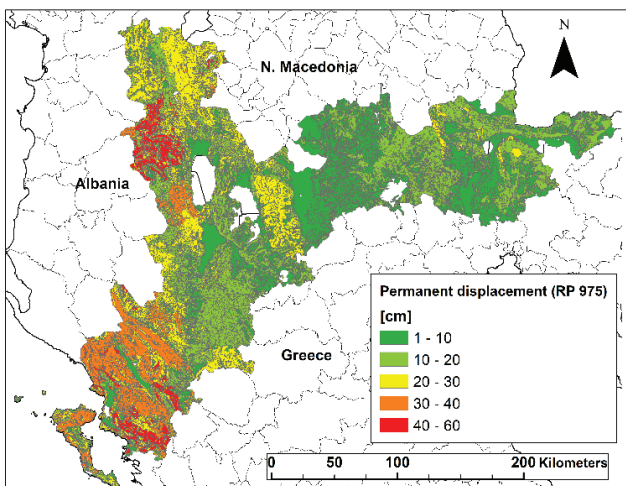 N
N. Macedonia
Albania
Greece
Permanent displacement (RP 975)
[cm]
1 - 10
10 - 20
20 - 30
30 - 40
40 - 60
0 50 100 200 Kilometers